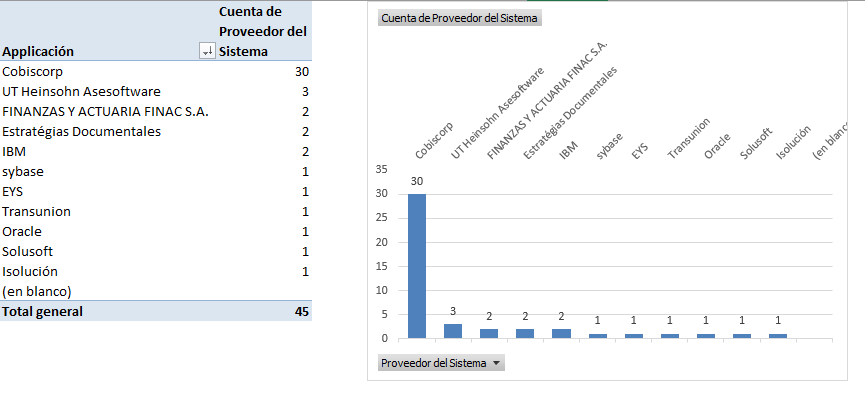 Cuenta de
Proveedor del
Applicación Sistema
Cobiscorp 30
UT Heinsohn Asesoftware 3
FINANZAS Y ACTUARIA FINAC S.A. 2
Estratégias Documentales 2
IBM 2
sybase 1
EYS 1
Transunion 1
Oracle 1
Solusoft 1
Isolución 1
(en blanco)
Total general 45
Cuenta de Proveedor del Sistema
Cobiscorp
UT Heinsohn Asesoftware
FINANZAS Y ACTUARIA FINAC S.A.
Estratégias Documentales
IBM
sybase
EYS
Transunion
Oracle
Solusoft
Isolución
(en blanc
35
30
25
20
15
10
5
0
30
3
2
2
2
1
1
1
1
1
1
Proveedor del Sistema